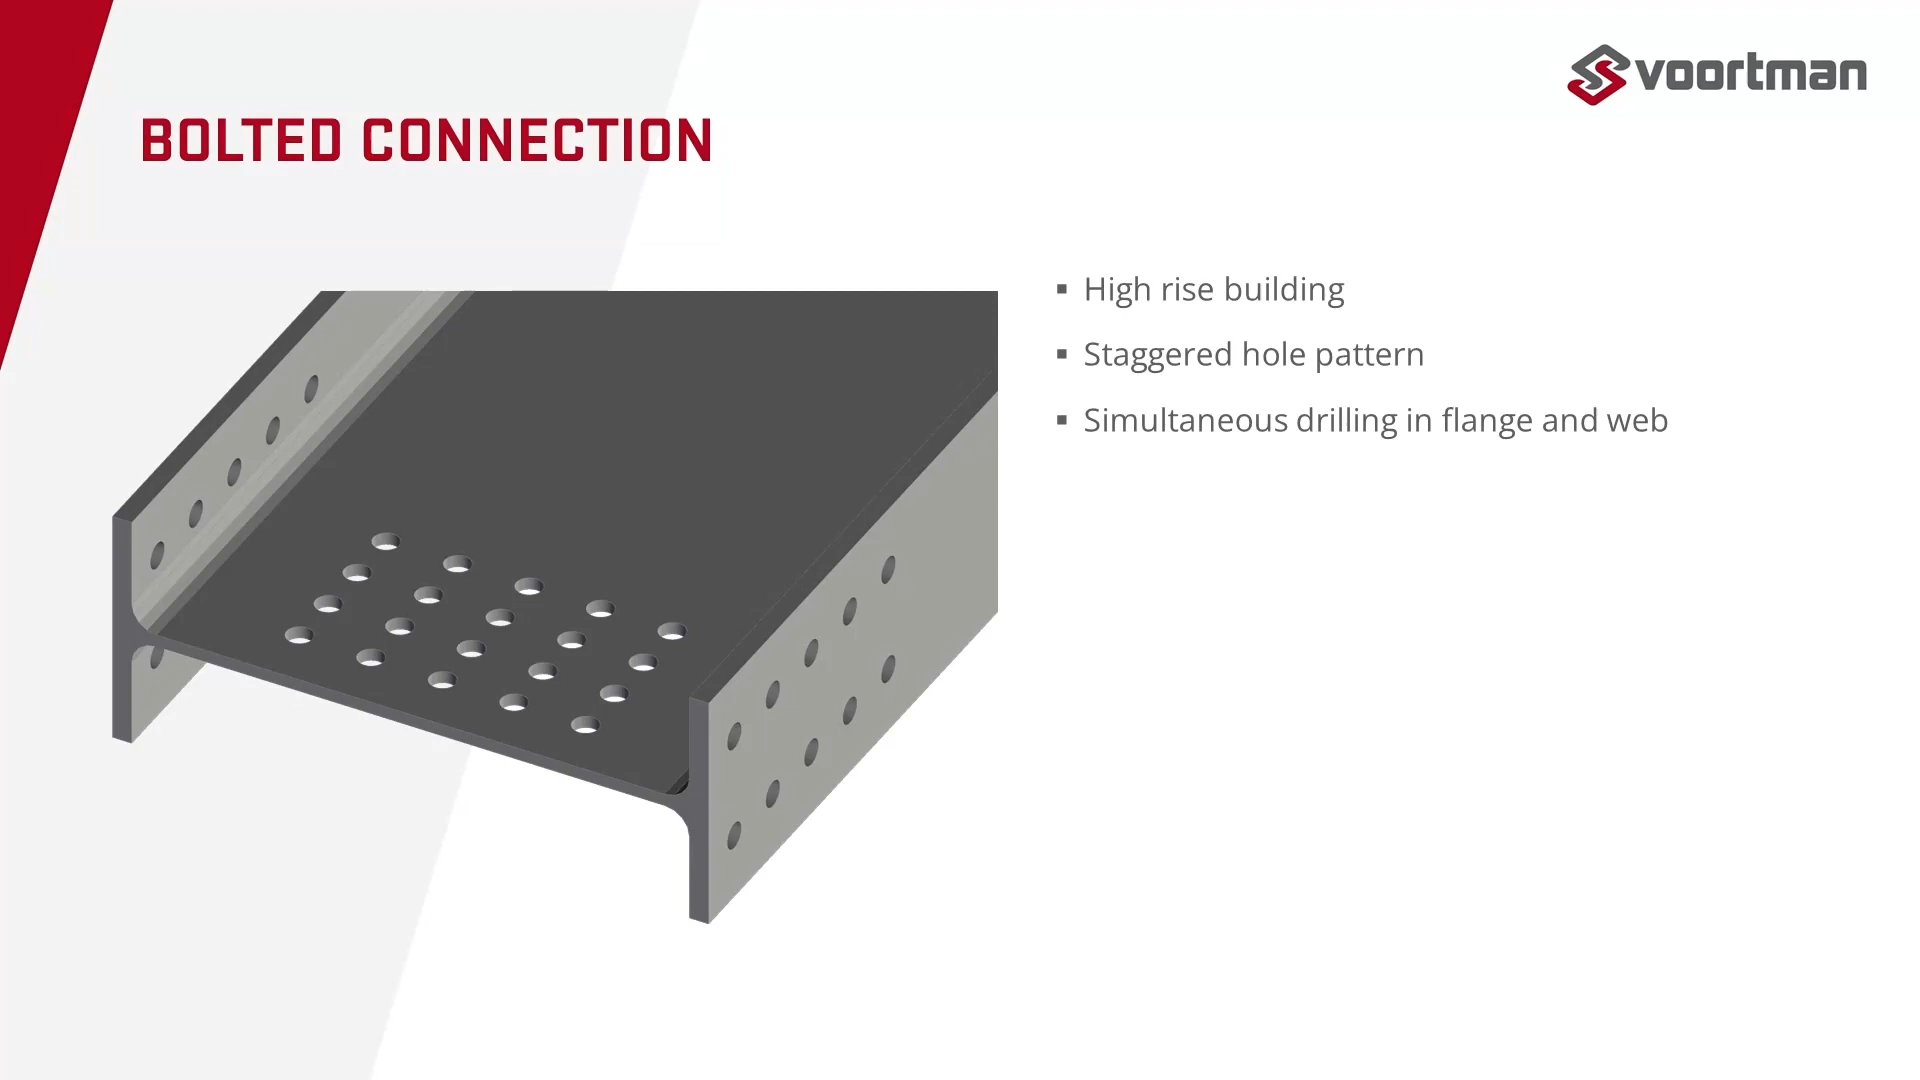 voortman
BOLTED CONNECTION
▪ High rise building
▪ Staggered hole pattern
▪ Simultaneous drilling in flange and web